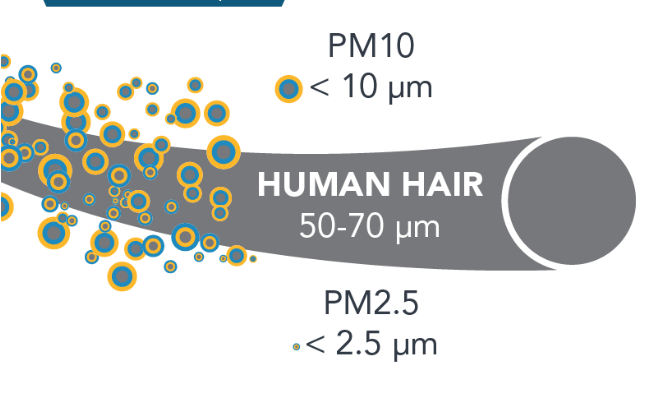 PM10
< 10 μm
HUMAN HAIR
50-70 μm
PM2.5
< 2.5 μm